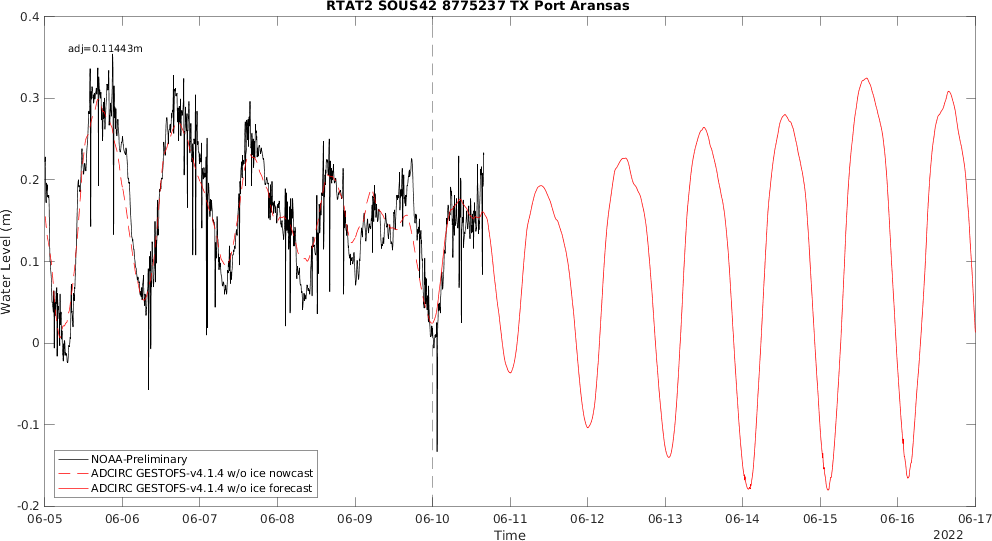 RTAT2 SOUS42 8775237 TX Port Aransas
adj=0.11443m
0.4
0.3
0.2
0.1
0
-0.1
-0.2
Water Level (m)
NOAA-Preliminary
ADCIRC GESTOFS-v4.1.4 w/o ice nowcast
ADCIRC GESTOFS-v4.1.4 w/o ice forecast
06-05 06-06 06-07 06-08 06-09 06-10 06-11 06-12 06-13 06-14 06-15 06-16 06-17
Time
2022